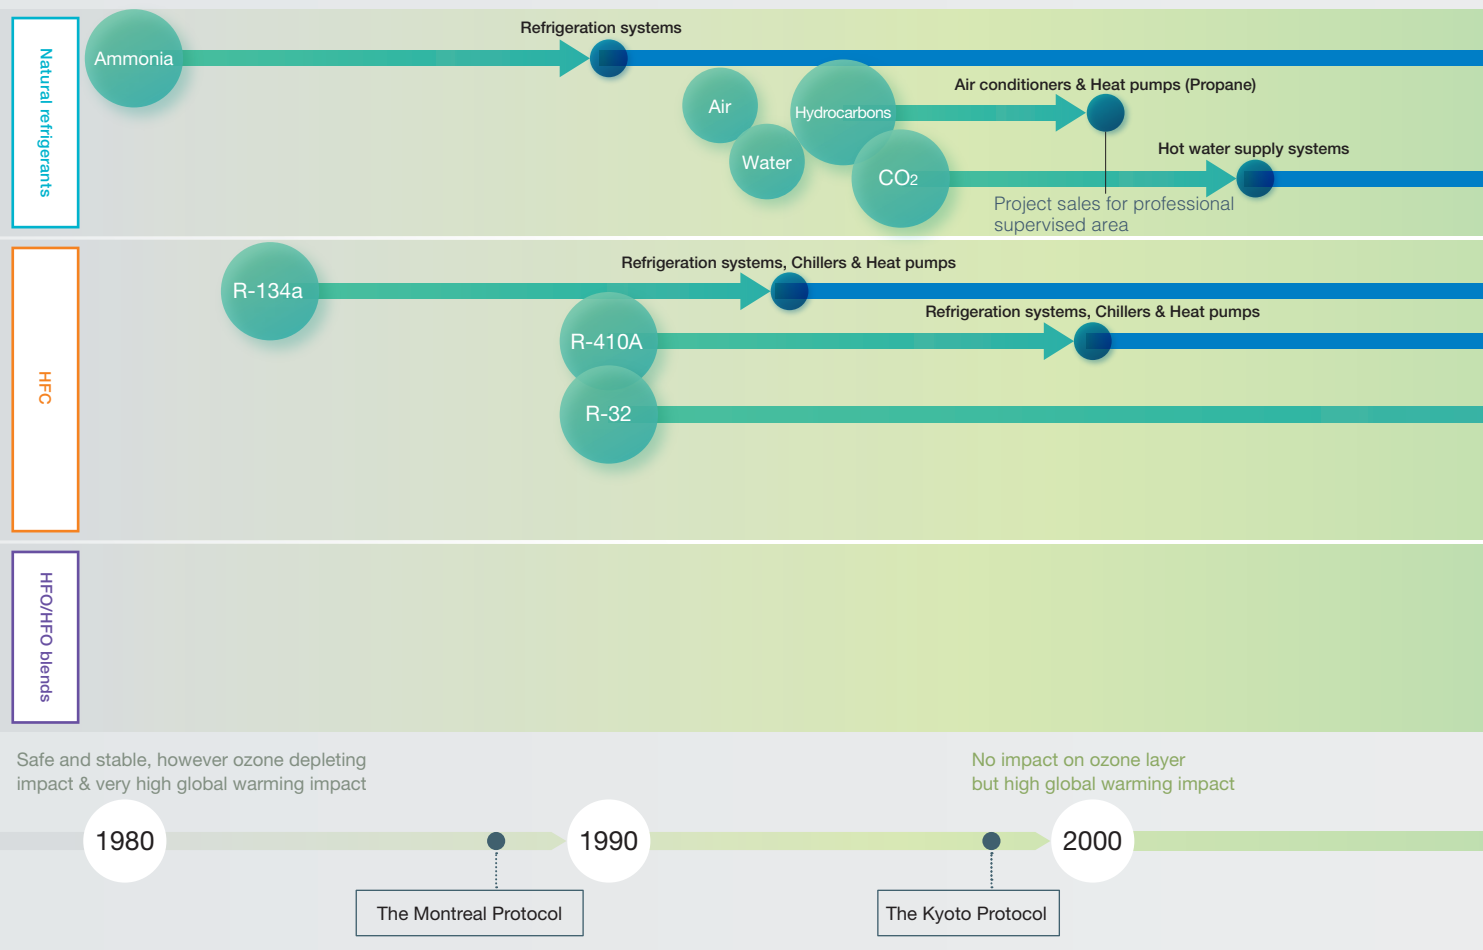 Natural refrigerants
Ammonia
Refrigeration systems
Air
Water
Hydrocarbons
Air conditioners & Heat pumps (Propane)
CO2
Hot water supply systems
Project sales for professional
supervised area
HFC
R-134a
Refrigeration systems, Chillers & Heat pumps
R-410A
Refrigeration systems, Chillers & Heat pumps
R-32
HFO/HFO blends
Safe and stable, however ozone depleting
impact & very high global warming impact
No impact on ozone layer
but high global warming impact
1980
1990
2000
The Montreal Protocol
The Kyoto Protocol